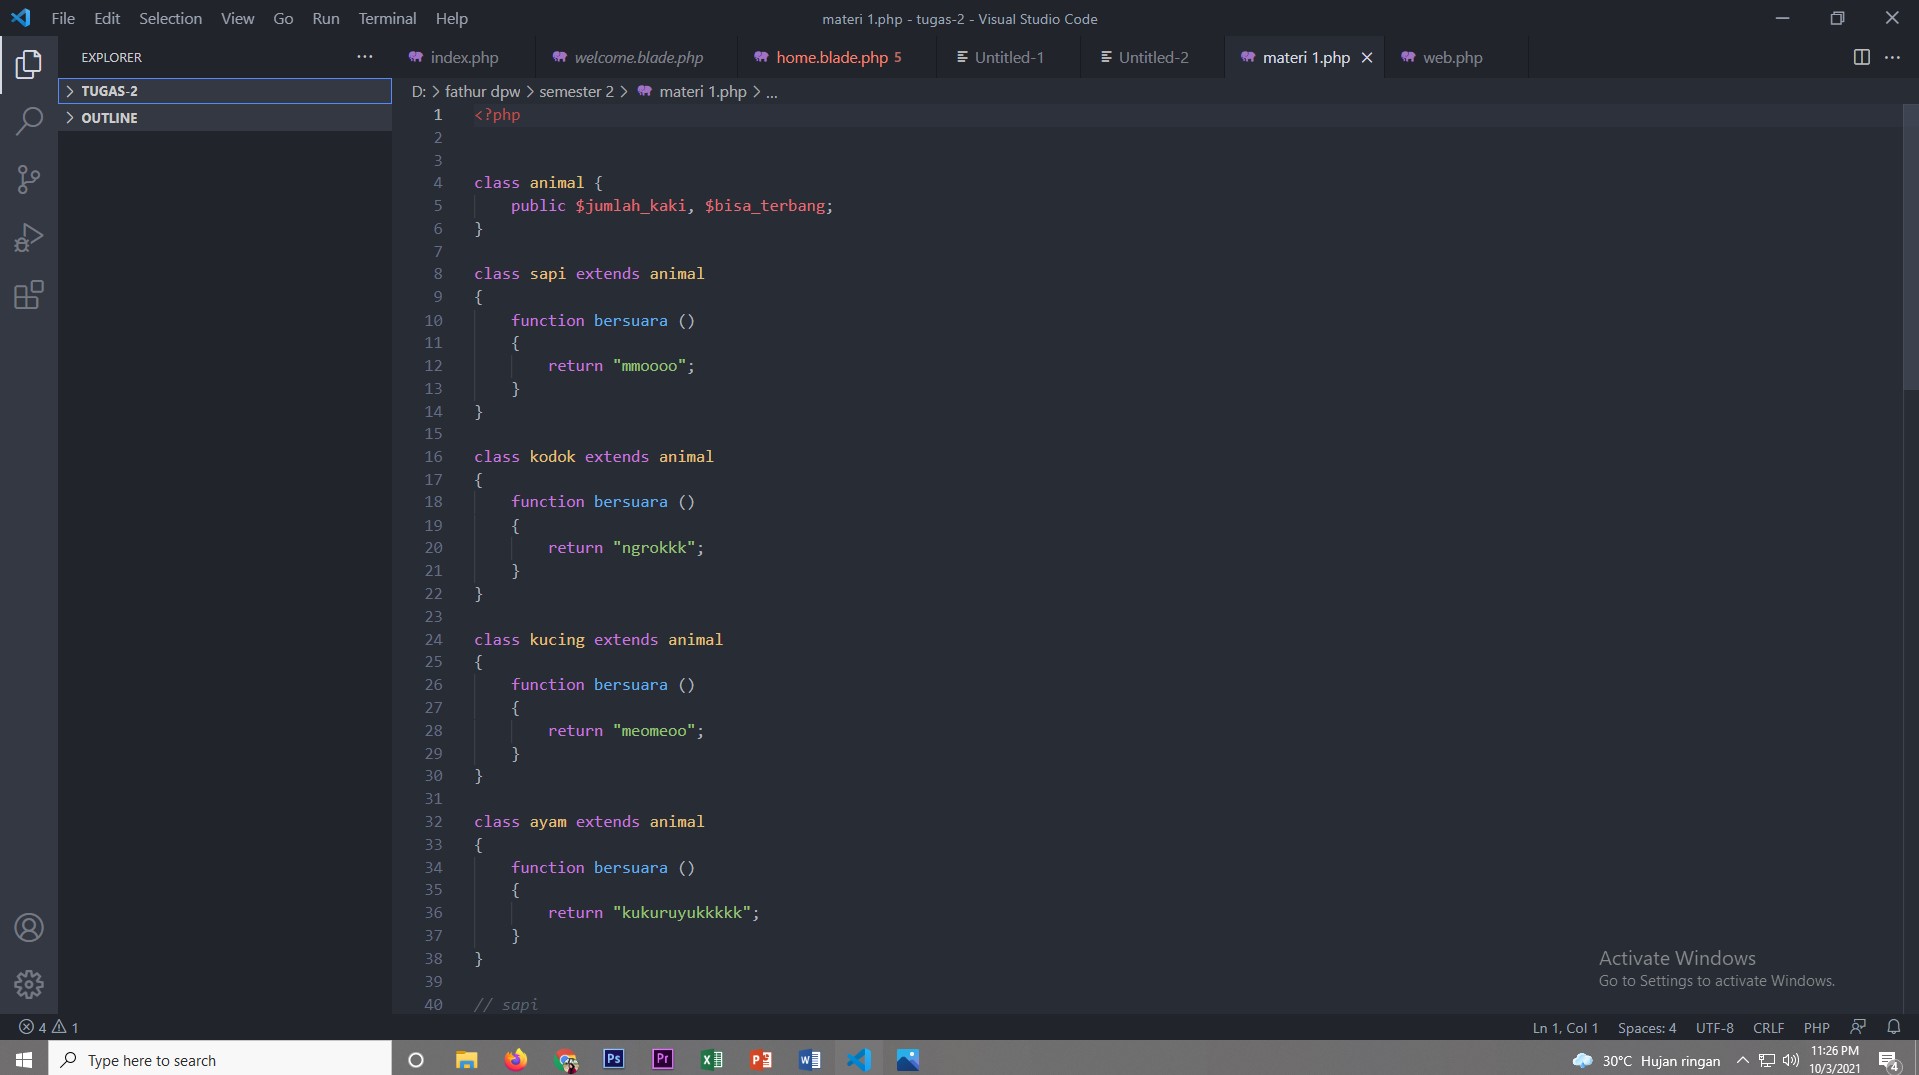 File Edit Selection View Go Run Terminal Help
materi 1.php - tugas-2 - Visual Studio Code
EXPLORER
index.php welcome.blade.php home.blade.php 5 Untitled-1 Untitled-2 materi 1.php web.php
TUGAS-2
OUTLINE
D: > fathur dpw > semester 2 > materi 1.php > ...
1 <?php
2
3
4 class animal {
5     public $jumlah_kaki, $bisa_terbang;
6 }
7
8 class sapi extends animal
9 {
10     function bersuara ()
11     {
12         return "mmoooo";
13     }
14 }
15
16 class kodok extends animal
17 {
18     function bersuara ()
19     {
20         return "ngrokkk";
21     }
22 }
23
24 class kucing extends animal
25 {
26     function bersuara ()
27     {
28         return "meomeoo";
29     }
30 }
31
32 class ayam extends animal
33 {
34     function bersuara ()
35     {
36         return "kukuruyukkkkk";
37     }
38 }
39
40 // sapi
Activate Windows
Go to Settings to activate Windows.
4 1
Ln 1, Col 1 Spaces: 4 UTF-8 CRLF PHP
Type here to search
Ps Pr
30°C Hujan ringan
11:26 PM
10/3/2021
4